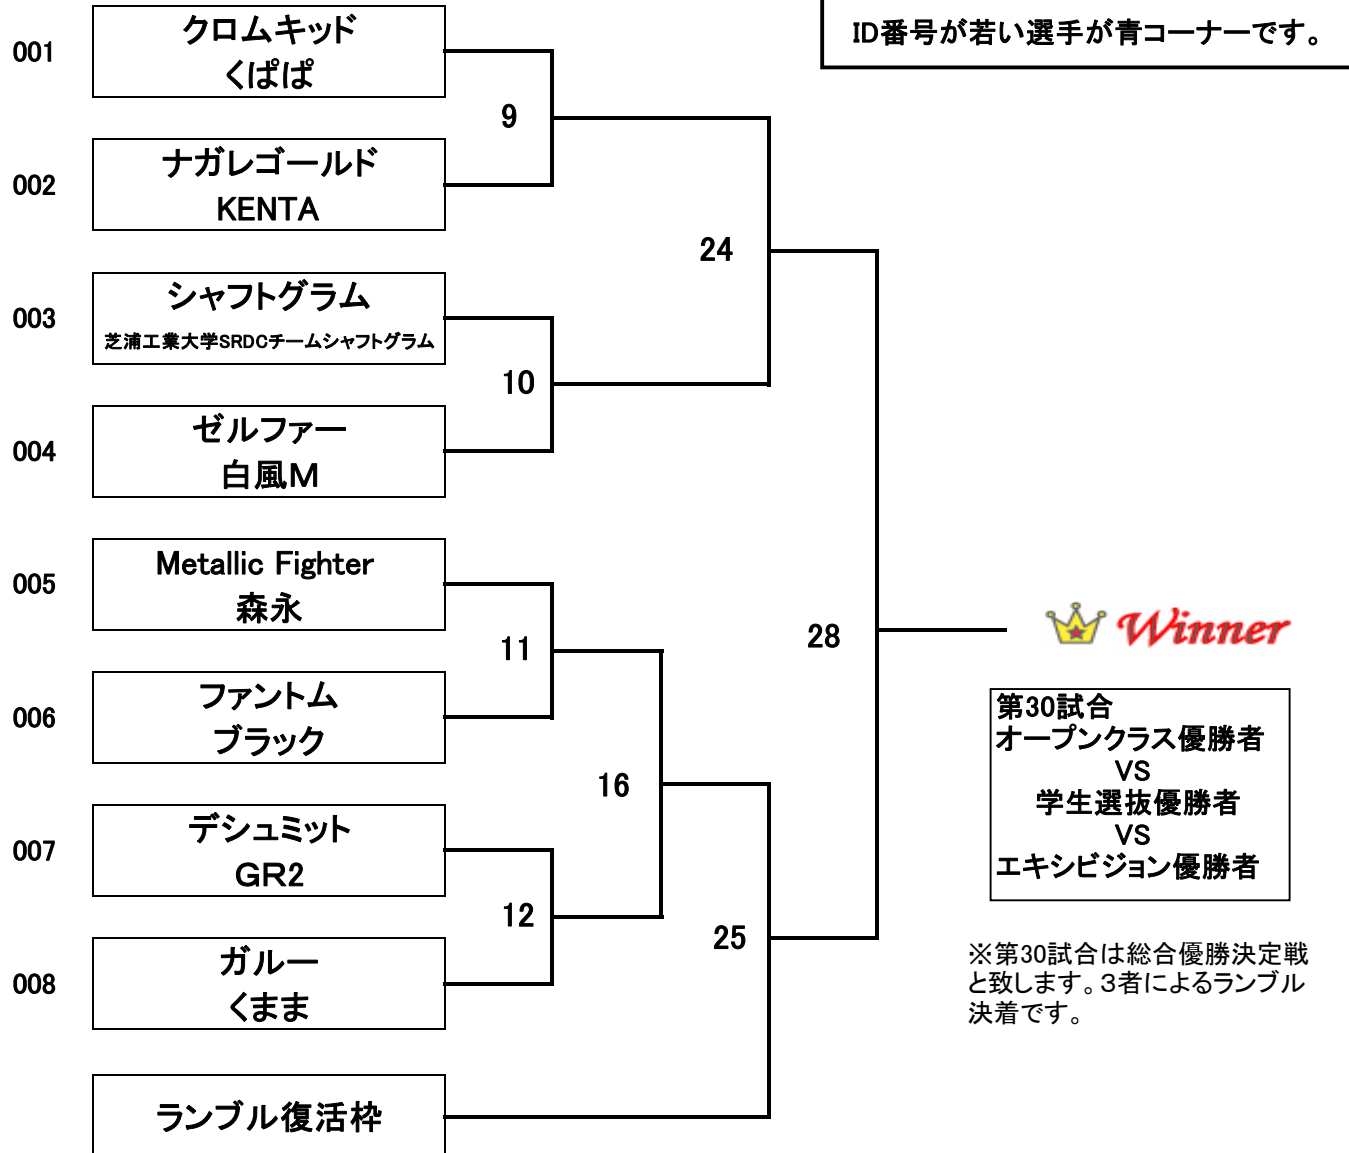 ID番号が若い選手が青コーナーです。
001
クロムキッド
くぱぱ
9
002
ナガレゴールド
KENTA
24
003
シャフトグラム
芝浦工業大学SRDCチームシャフトグラム
10
004
ゼルファー
白風M
005
Metallic Fighter
森永
11
28
Winner
006
ファントム
ブラック
16
第30試合
オープンクラス優勝者
VS
学生選抜優勝者
VS
エキシビジョン優勝者
007
デシュミット
GR2
12
25
008
ガルー
くまま
※第30試合は総合優勝決定戦
と致します。3者によるランブル
決着です。
ランブル復活枠